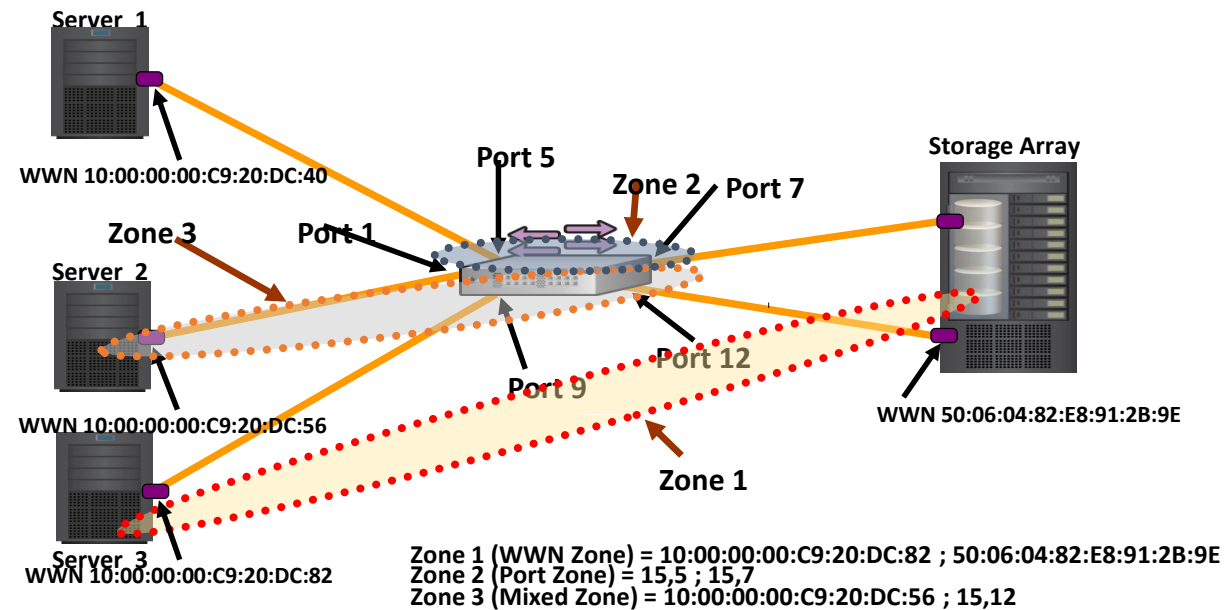 Server 1
WWN 10:00:00:00:C9:20:DC:40
Port 5
Storage Array
Zone 2
Port 7
Zone 3
Port 1
Server 2
Port 12
Port 9
WWN 10:00:00:00:C9:20:DC:56
WWN 50:06:04:82:E8:91:2B:9E
Zone 1
Server 3
WWN 10:00:00:00:C9:20:DC:82
Zone 1 (WWN Zone) = 10:00:00:00:C9:20:DC:82 ; 50:06:04:82:E8:91:2B:9E
Zone 2 (Port Zone) = 15,5 ; 15,7
Zone 3 (Mixed Zone) = 10:00:00:00:C9:20:DC:56 ; 15,12